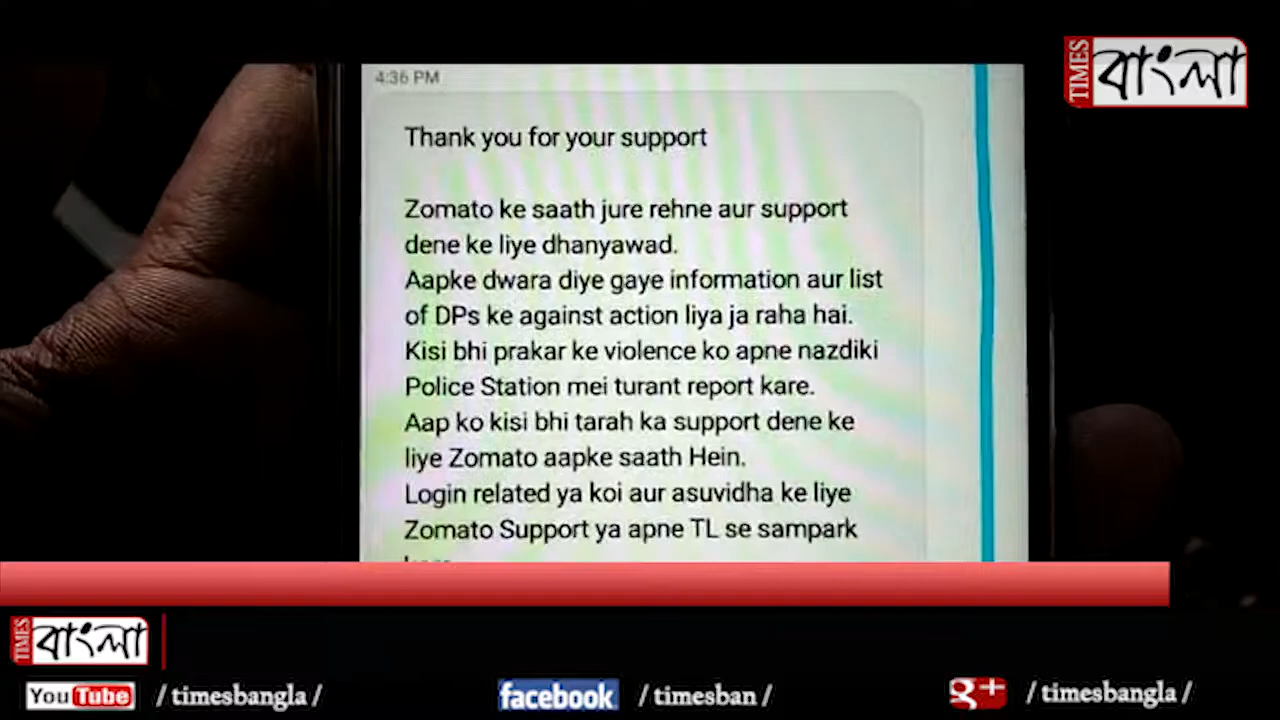 TIMES বাংলা
4:36 PM
Thank you for your support
Zomato ke saath jure rehne aur support
dene ke liye dhanyawad.
Aapke dwara diye gaye information aur list
of DPs ke against action liya ja raha hai.
Kisi bhi prakar ke violence ko apne nazdiki
Police Station mei turant report kare.
Aap ko kisi bhi tarah ka support dene ke
liye Zomato aapke saath Hein.
Login related ya koi aur asuvidha ke liye
Zomato Support ya apne TL se sampark
TIMES বাংলা
YouTube / timesbangla / facebook / timesban / g+ / timesbangla /